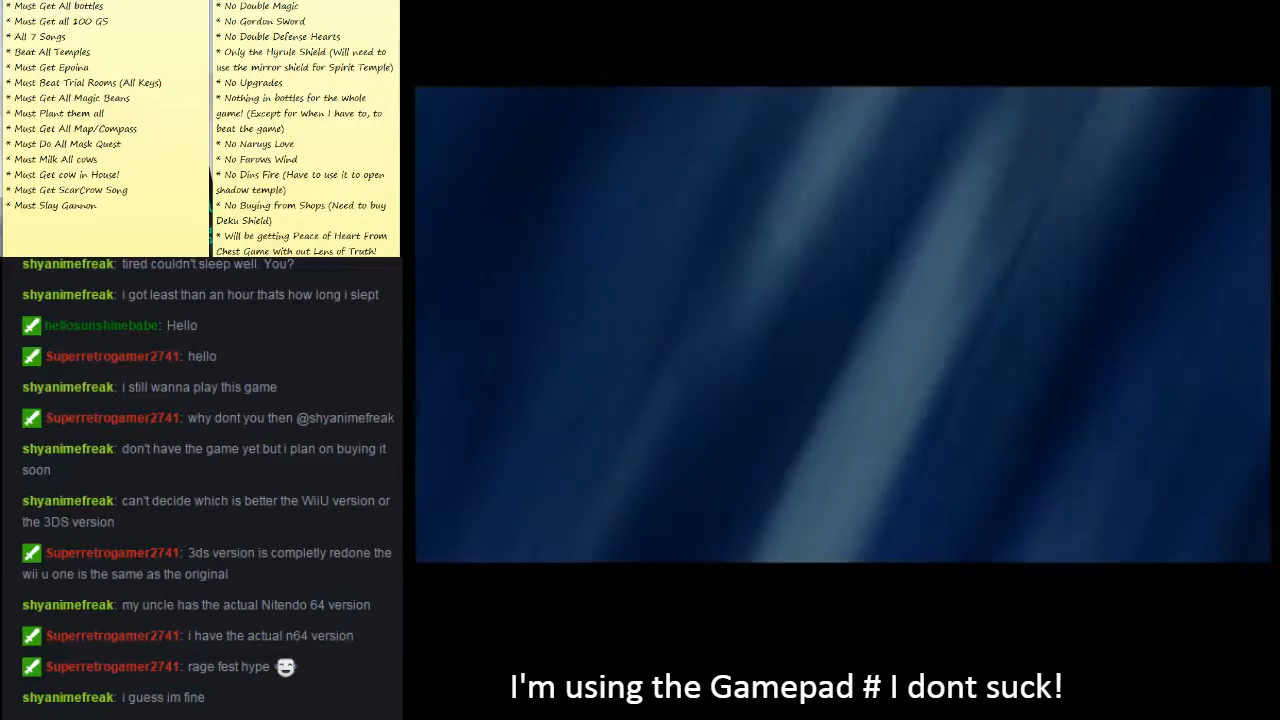 * Must Get All bottles
* Must Get all 100 GS
* All 7 Songs
* Beat All Temples
* Must Get Epoina
* Must Beat Trial Rooms (All Keys)
* Must Get All Magic Beans
* Must Plant them all
* Must Get All Map/Compass
* Must Do All Mask Quest
* Must Milk All cows
* Must Get cow in House!
* Must Get ScarCrow Song
* Must Slay Gannon
* No Double Magic
* No Gordon Sword
* No Double Defense Hearts
* Only the Hyrule Shield (Will need to
use the mirror shield for Spirit Temple)
* No Upgrades
* Nothing in bottles for the whole
game! (Except for when I have to, to
beat the game)
* No Naruys Love
* No Farows Wind
* No Dins Fire (Have to use it to open
shadow temple)
* No Buying from Shops (Need to buy
Deku Shield)
* Will be getting Peace of Heart From
Chest Game With out Lens of Truth!
shyanimefreak: tired couldn't sleep well. You?
shyanimefreak: i got least than an hour thats how long i slept
hellosunshinebabe: Hello
Superretrogamer2741: hello
shyanimefreak: i still wanna play this game
Superretrogamer2741: why dont you then @shyanimefreak
shyanimefreak: don't have the game yet but i plan on buying it
soon
shyanimefreak: can't decide which is better the WiiU version or
the 3DS version
Superretrogamer2741: 3ds version is completly redone the
wii u one is the same as the original
shyanimefreak: my uncle has the actual Nitendo 64 version
Superretrogamer2741: i have the actual n64 version
Superretrogamer2741: rage fest hype
shyanimefreak: i guess im fine
I'm using the Gamepad # I dont suck!